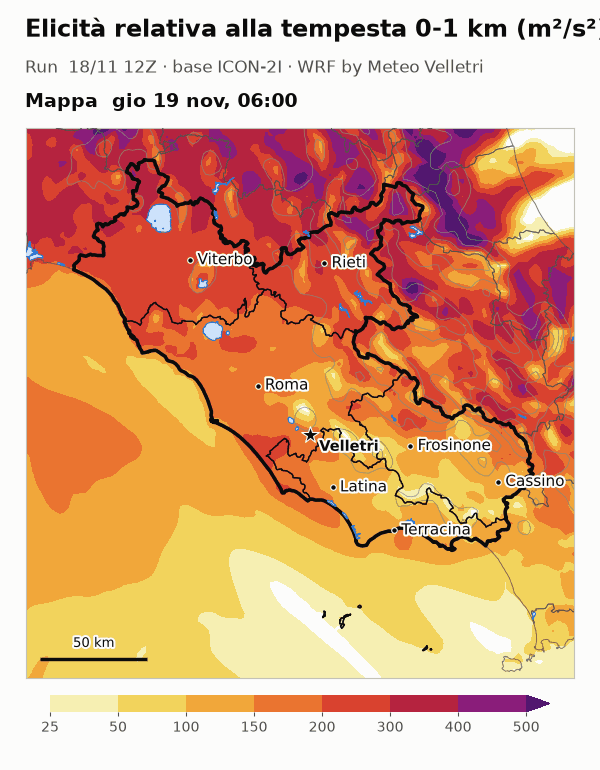 Elicità relativa alla tempesta 0-1 km (m²/s²)
Run  18/11 12Z · base ICON-2I · WRF by Meteo Velletri
Mappa  gio 19 nov, 06:00
Viterbo
Rieti
Roma
Velletri
Frosinone
Latina
Cassino
Terracina
50 km
25 50 100 150 200 300 400 500